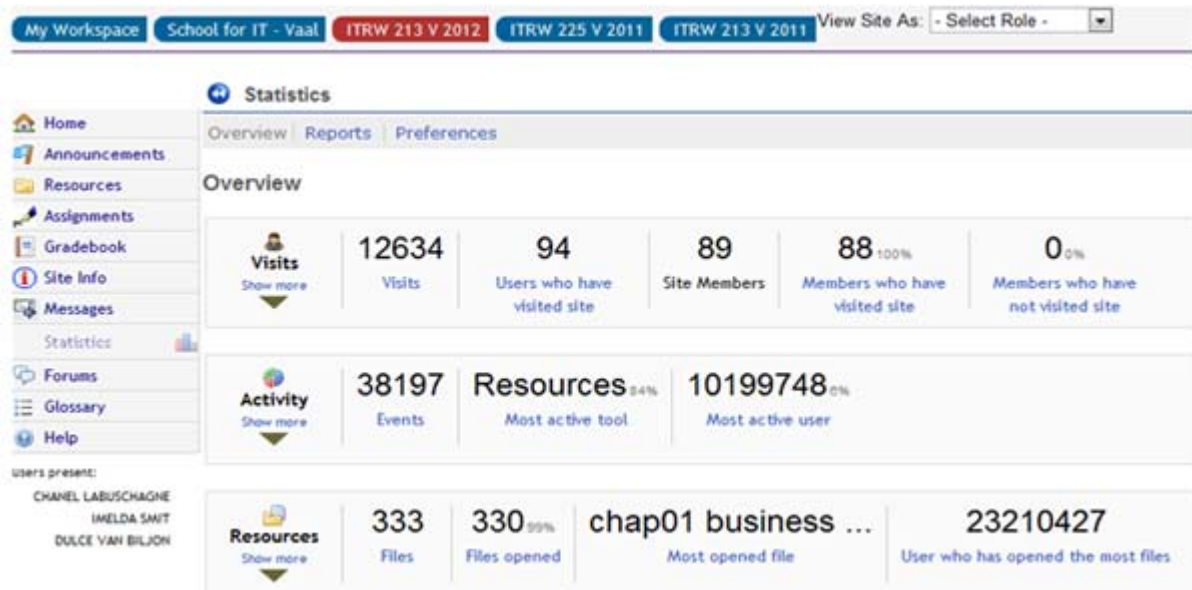 My Workspace School for IT - Vaal ITRW 213 V 2012 ITRW 225 V 2011 ITRW 213 V 2011 View Site As: - Select Role -
Statistics
Home
Announcements
Resources
Assignments
Gradebook
Site Info
Messages
Statistics
Forums
Glossary
Help
Users present:
CHANEL LABUSCHAGNE
IMELDA SMIT
DULCE VAN BILJON
Overview Reports Preferences
Overview
Visits
Show more
12634
Visits
94
Users who have
visited site
89
Site Members
88 100%
Members who have
visited site
0 0%
Members who have
not visited site
Activity
Show more
38197
Events
Resources 84%
Most active tool
10199748
Most active user
Resources
Show more
333
Files
330 99%
Files opened
chap01 business ...
Most opened file
23210427
User who has opened the most files